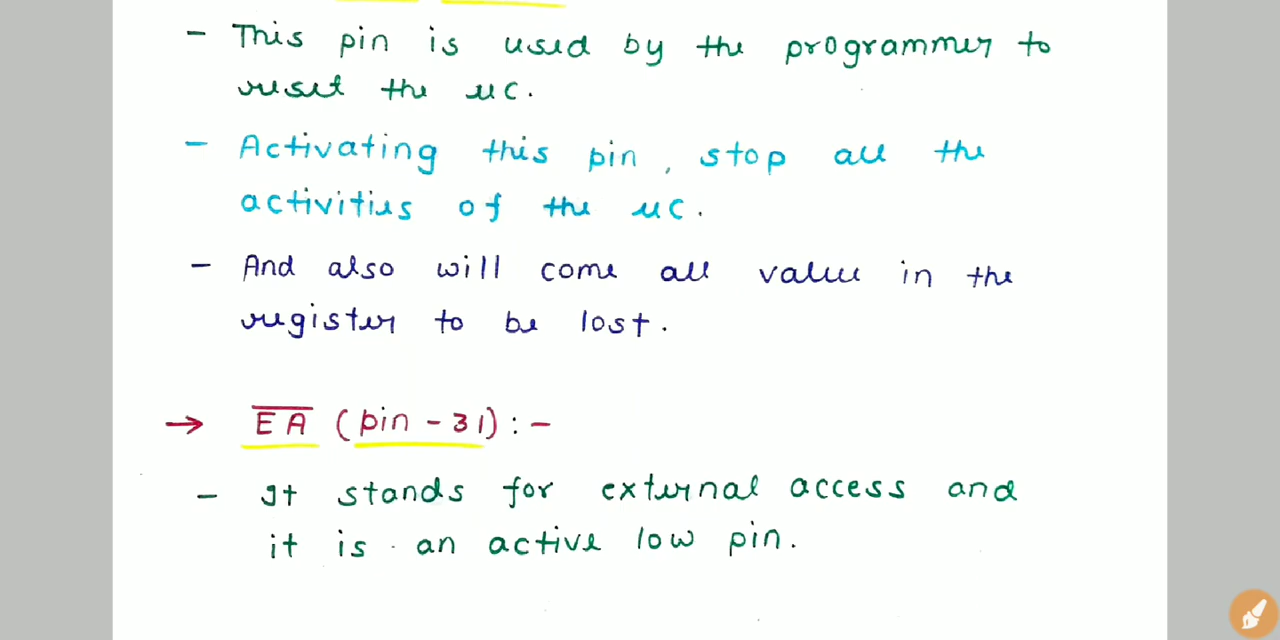 - This pin is used by the programmer to
reset the uc.
- Activating this pin, stop all the
activities of the uc.
- And also will come all value in the
register to be lost.
→ E̅A̅ (pin - 31) : -
- It stands for external access and
it is an active low pin.